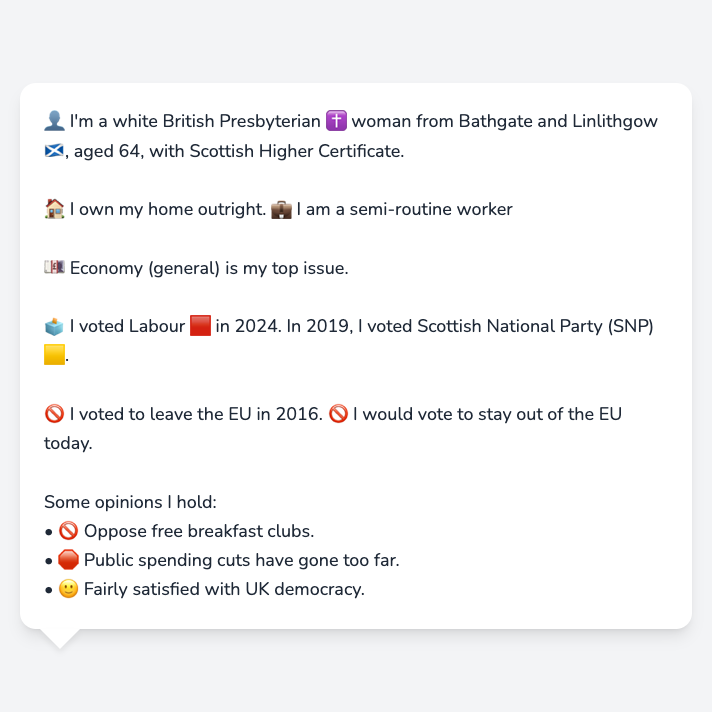 👤 I'm a white British Presbyterian ✝️ woman from Bathgate and Linlithgow
🏴󠁧󠁢󠁳󠁣󠁴󠁿, aged 64, with Scottish Higher Certificate.
🏠 I own my home outright. 💼 I am a semi-routine worker
💷 Economy (general) is my top issue.
🗳️ I voted Labour 🟥 in 2024. In 2019, I voted Scottish National Party (SNP)
🟨.
🚫 I voted to leave the EU in 2016. 🚫 I would vote to stay out of the EU
today.
Some opinions I hold:
• 🚫 Oppose free breakfast clubs.
• 🛑 Public spending cuts have gone too far.
• 🙂 Fairly satisfied with UK democracy.